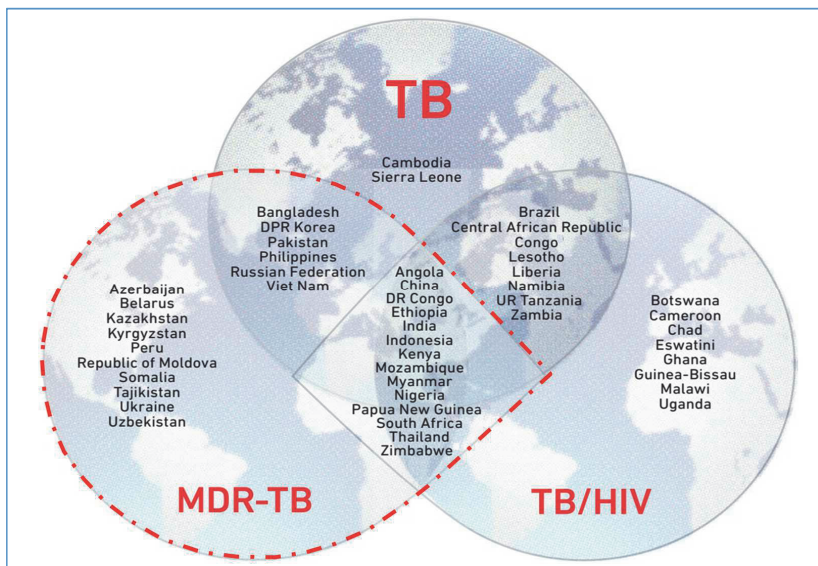 TB
Cambodia
Sierra Leone
Bangladesh
DPR Korea
Pakistan
Philippines
Russian Federation
Viet Nam
Brazil
Central African Republic
Congo
Lesotho
Liberia
Namibia
UR Tanzania
Zambia
Angola
China
DR Congo
Ethiopia
India
Indonesia
Kenya
Mozambique
Myanmar
Nigeria
Papua New Guinea
South Africa
Thailand
Zimbabwe
Azerbaijan
Belarus
Kazakhstan
Kyrgyzstan
Peru
Republic of Moldova
Somalia
Tajikistan
Ukraine
Uzbekistan
Botswana
Cameroon
Chad
Eswatini
Ghana
Guinea-Bissau
Malawi
Uganda
MDR-TB
TB/HIV